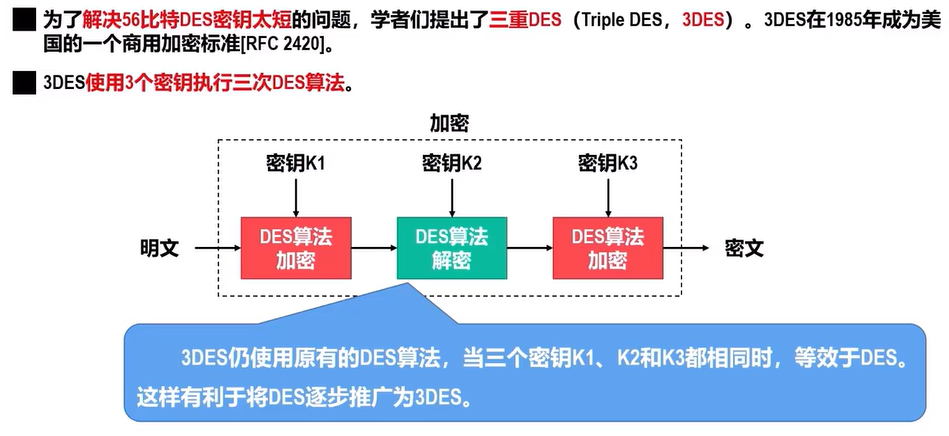 为了解决56比特DES密钥太短的问题，学者们提出了三重DES（Triple DES，3DES）。3DES在1985年成为美
国的一个商用加密标准[RFC 2420]。
3DES使用3个密钥执行三次DES算法。
加密
密钥K1
密钥K2
密钥K3
明文
DES算法
加密
DES算法
解密
DES算法
加密
密文
3DES仍使用原有的DES算法，当三个密钥K1、K2和K3都相同时，等效于DES。
这样有利于将DES逐步推广为3DES。